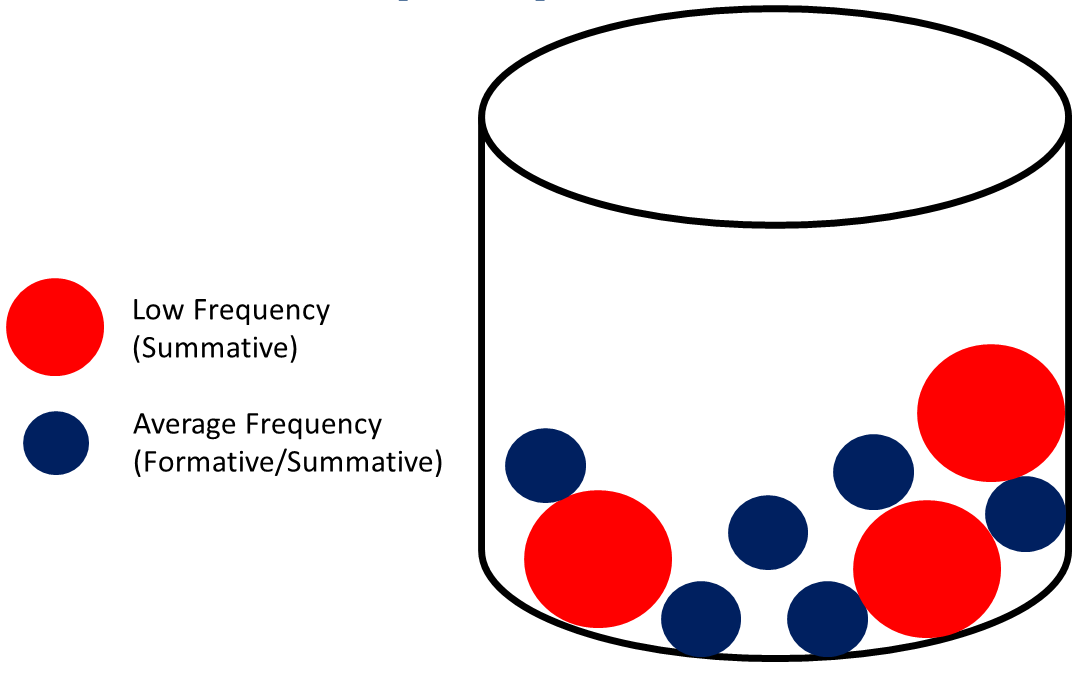 Low Frequency
(Summative)
Average Frequency
(Formative/Summative)